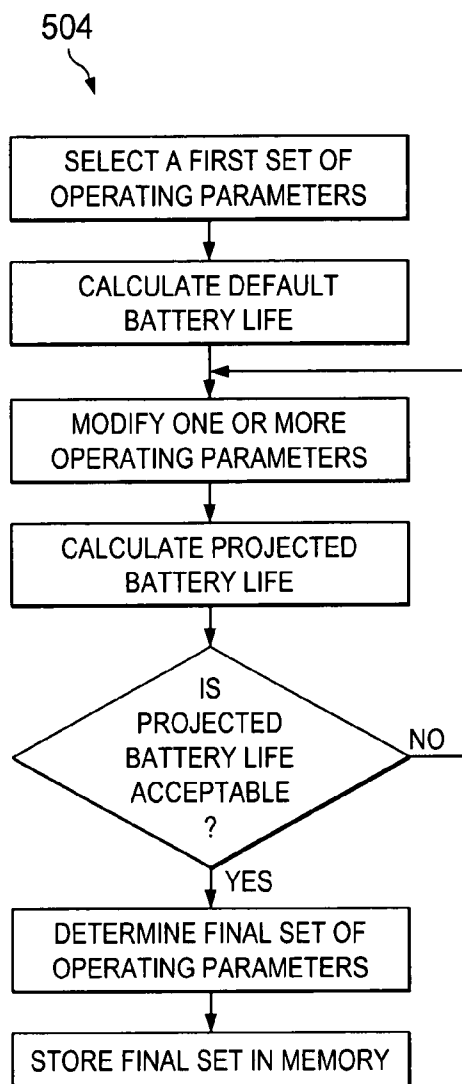 504
SELECT A FIRST SET OF
OPERATING PARAMETERS
CALCULATE DEFAULT
BATTERY LIFE
MODIFY ONE OR MORE
OPERATING PARAMETERS
CALCULATE PROJECTED
BATTERY LIFE
IS
PROJECTED
BATTERY LIFE
ACCEPTABLE
?
NO
YES
DETERMINE FINAL SET OF
OPERATING PARAMETERS
STORE FINAL SET IN MEMORY